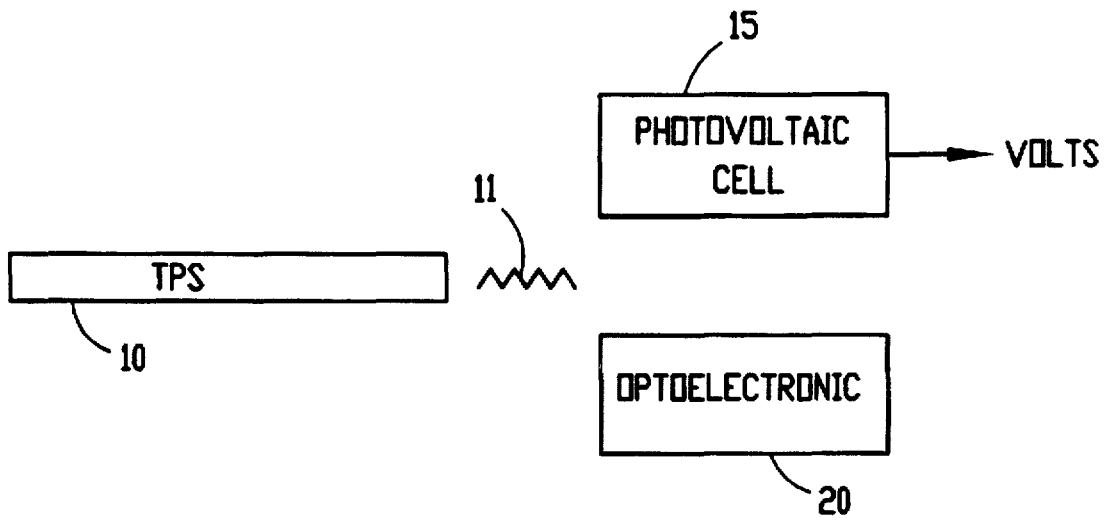 15
PHOTOVOLTAIC
CELL
VOLTS
11
TPS
10
OPTOELECTRONIC
20